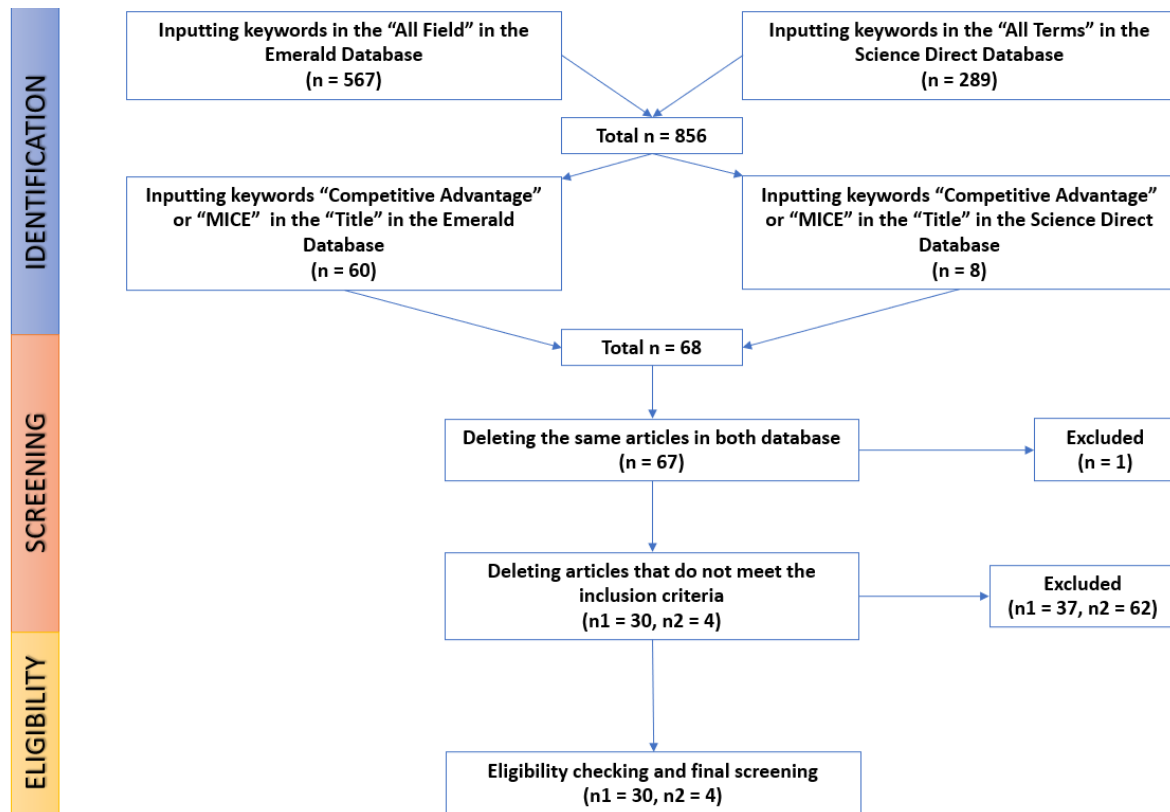 IDENTIFICATION
Inputting keywords in the “All Field” in the
Emerald Database
(n = 567)
Inputting keywords in the “All Terms” in the
Science Direct Database
(n = 289)
Total n = 856
Inputting keywords “Competitive Advantage”
or “MICE” in the “Title” in the Emerald
Database
(n = 60)
Inputting keywords “Competitive Advantage”
or “MICE” in the “Title” in the Science Direct
Database
(n = 8)
Total n = 68
SCREENING
Deleting the same articles in both database
(n = 67)
Excluded
(n = 1)
Deleting articles that do not meet the
inclusion criteria
(n1 = 30, n2 = 4)
Excluded
(n1 = 37, n2 = 62)
ELIGIBILITY
Eligibility checking and final screening
(n1 = 30, n2 = 4)